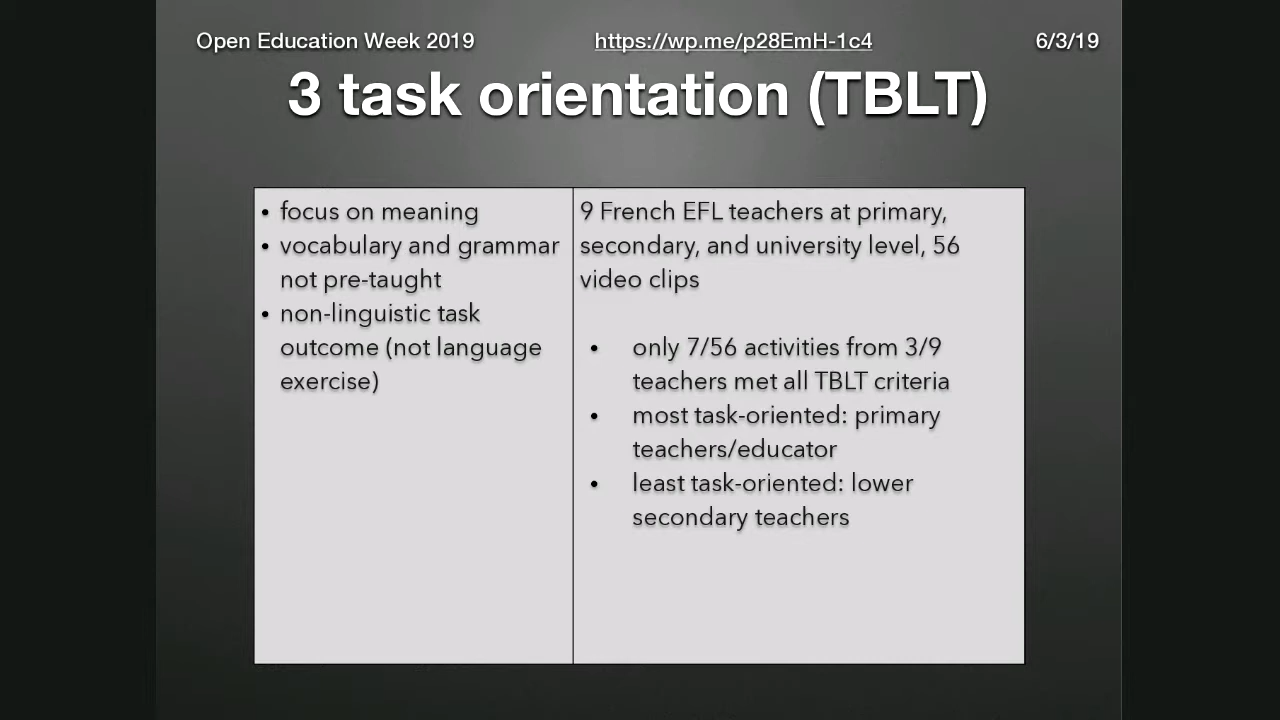 Open Education Week 2019 https://wp.me/p28EmH-1c4 6/3/19
3 task orientation (TBLT)
• focus on meaning
• vocabulary and grammar
not pre-taught
• non-linguistic task
outcome (not language
exercise)
9 French EFL teachers at primary,
secondary, and university level, 56
video clips
• only 7/56 activities from 3/9
teachers met all TBLT criteria
• most task-oriented: primary
teachers/educator
• least task-oriented: lower
secondary teachers